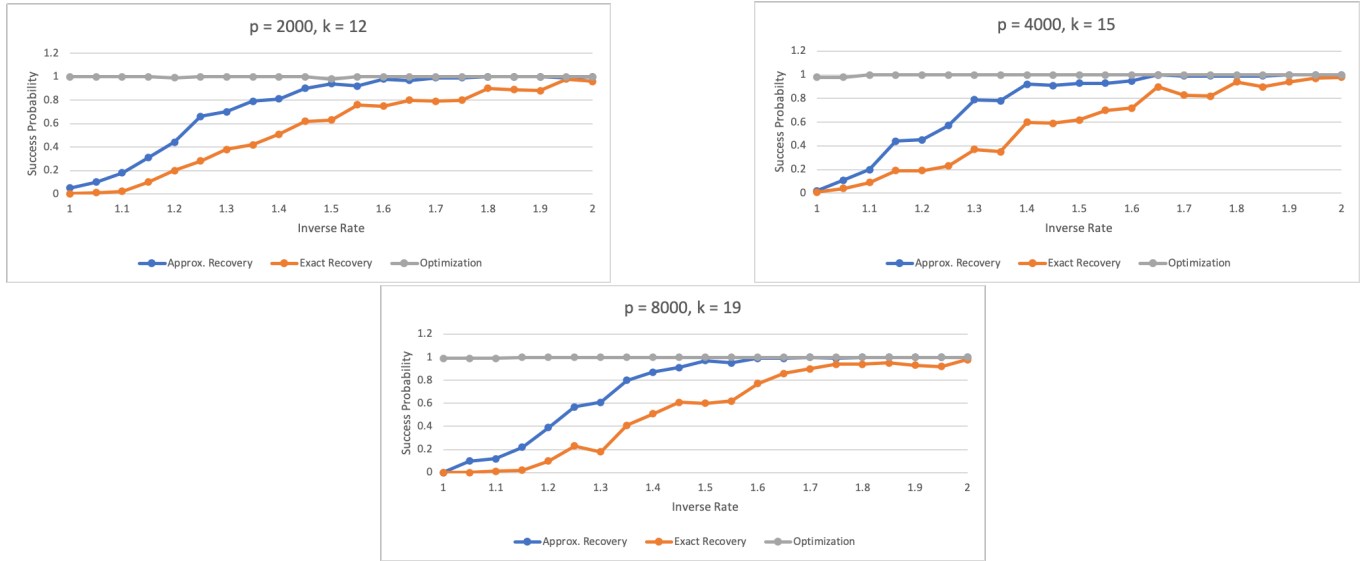 p = 2000, k = 12
Success Probability
1.2
1
0.8
0.6
0.4
0.2
0
1 1.1 1.2 1.3 1.4 1.5 1.6 1.7 1.8 1.9 2
Inverse Rate
Approx. Recovery Exact Recovery Optimization
p = 4000, k = 15
Success Probability
1.2
1
0.8
0.6
0.4
0.2
0
1 1.1 1.2 1.3 1.4 1.5 1.6 1.7 1.8 1.9 2
Inverse Rate
Approx. Recovery Exact Recovery Optimization
p = 8000, k = 19
Success Probability
1.2
1
0.8
0.6
0.4
0.2
0
1 1.1 1.2 1.3 1.4 1.5 1.6 1.7 1.8 1.9 2
Inverse Rate
Approx. Recovery Exact Recovery Optimization